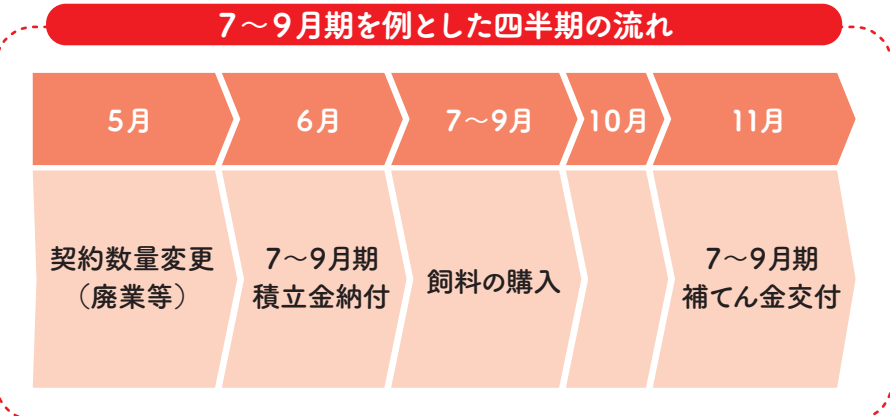 7〜9月期を例とした四半期の流れ
5月
6月
7〜9月
10月
11月
契約数量変更
（廃業等）
7〜9月期
積立金納付
飼料の購入
7〜9月期
補てん金交付